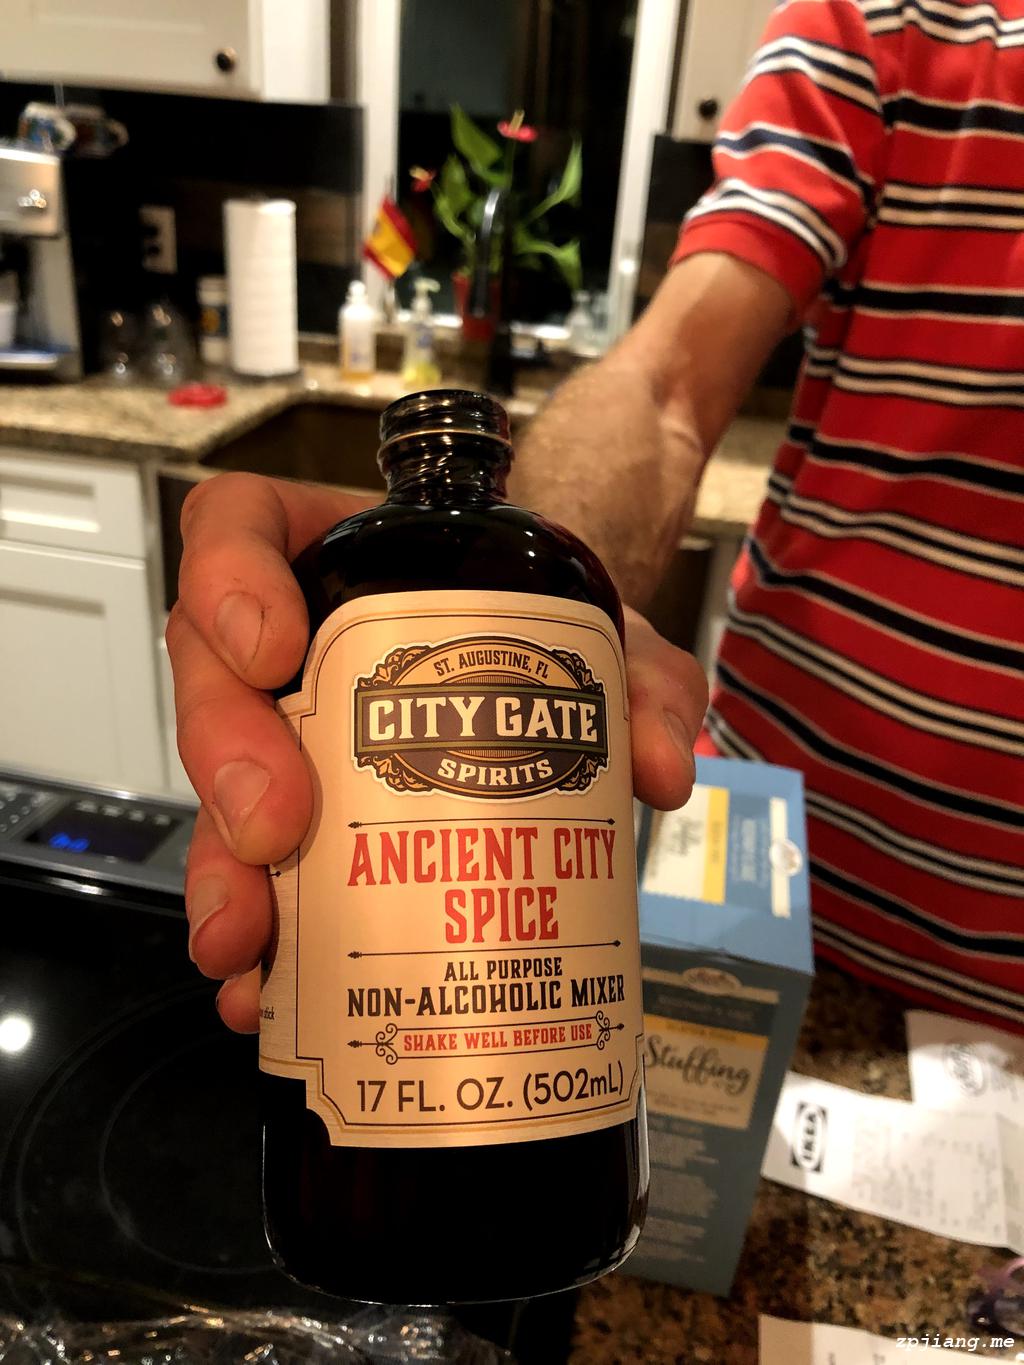 ST. AUGUSTINE, FL
CITY GATE
SPIRITS
ANCIENT CITY
SPICE
ALL PURPOSE
NON-ALCOHOLIC MIXER
SHAKE WELL BEFORE USE
17 FL. OZ. (502mL)
Stuffing
IKEA
zpjiang.me